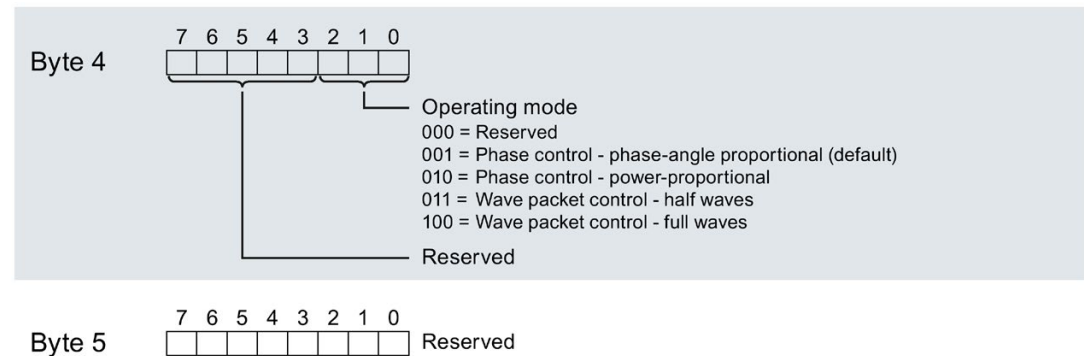 7 6 5 4 3 2 1 0
Byte 4
Operating mode
000 = Reserved
001 = Phase control - phase-angle proportional (default)
010 = Phase control - power-proportional
011 = Wave packet control - half waves
100 = Wave packet control - full waves
Reserved
7 6 5 4 3 2 1 0
Byte 5 Reserved